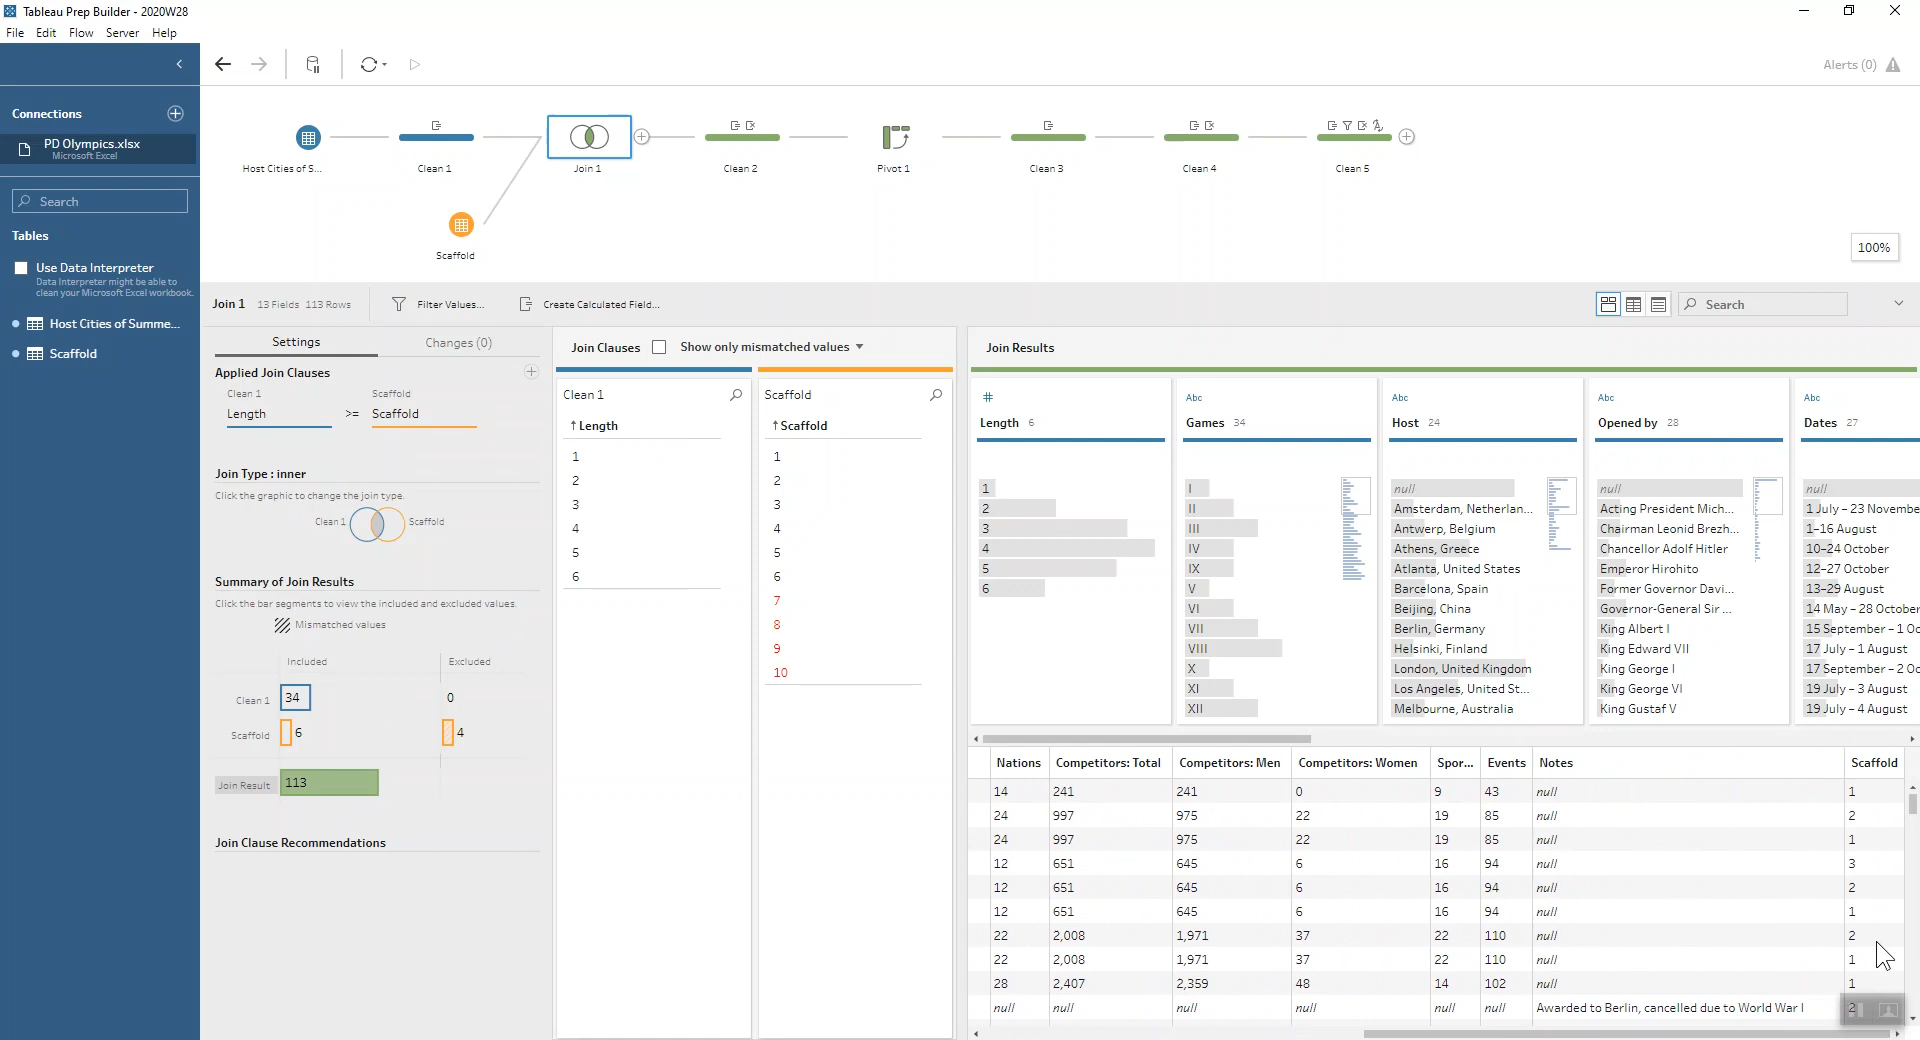 Tableau Prep Builder - 2020W28
File Edit Flow Server Help
Alerts (0)
Connections
PD Olympics.xlsx
Microsoft Excel
Search
Tables
Use Data Interpreter
Data Interpreter might be able to
clean your Microsoft Excel workbook.
Host Cities of Summe...
Scaffold
Host Cities of S...
Clean 1
Join 1
Clean 2
Pivot 1
Clean 3
Clean 4
Clean 5
Scaffold
100%
Join 1 13 Fields 113 Rows Filter Values... Create Calculated Field... Search
Settings Changes (0)
Applied Join Clauses
Clean 1 Scaffold
Length >= Scaffold
Join Type : inner
Click the graphic to change the join type.
Clean 1 Scaffold
Summary of Join Results
Click the bar segments to view the included and excluded values.
Mismatched values
Included Excluded
Clean 1 34 0
Scaffold 6 4
Join Result 113
Join Clause Recommendations
Join Clauses Show only mismatched values
Clean 1
Length
1
2
3
4
5
6
Scaffold
Scaffold
1
2
3
4
5
6
7
8
9
10
Join Results
#
Length 6
1
2
3
4
5
6
Abc
Games 34
I
II
III
IV
IX
V
VI
VII
VIII
X
XI
XII
Abc
Host 24
null
Amsterdam, Netherlan...
Antwerp, Belgium
Athens, Greece
Atlanta, United States
Barcelona, Spain
Beijing, China
Berlin, Germany
Helsinki, Finland
London, United Kingdom
Los Angeles, United St...
Melbourne, Australia
Abc
Opened by 28
null
Acting President Mich...
Chairman Leonid Brezh...
Chancellor Adolf Hitler
Emperor Hirohito
Former Governor Davi...
Governor-General Sir ...
King Albert I
King Edward VII
King George I
King George VI
King Gustaf V
Abc
Dates 27
null
1 July – 23 Novembe
1–16 August
10–24 October
12–27 October
13–29 August
14 May – 28 October
15 September – 1 Oc
17 July – 1 August
17 September – 2 Oc
19 July – 3 August
19 July – 4 August
Nations Competitors: Total Competitors: Men Competitors: Women Spor... Events Notes Scaffold
14 241 241 0 9 43 null 1
24 997 975 22 19 85 null 2
24 997 975 22 19 85 null 1
12 651 645 6 16 94 null 3
12 651 645 6 16 94 null 2
12 651 645 6 16 94 null 1
22 2,008 1,971 37 22 110 null 2
22 2,008 1,971 37 22 110 null 1
28 2,407 2,359 48 14 102 null 1
null null null null null null Awarded to Berlin, cancelled due to World War I 2